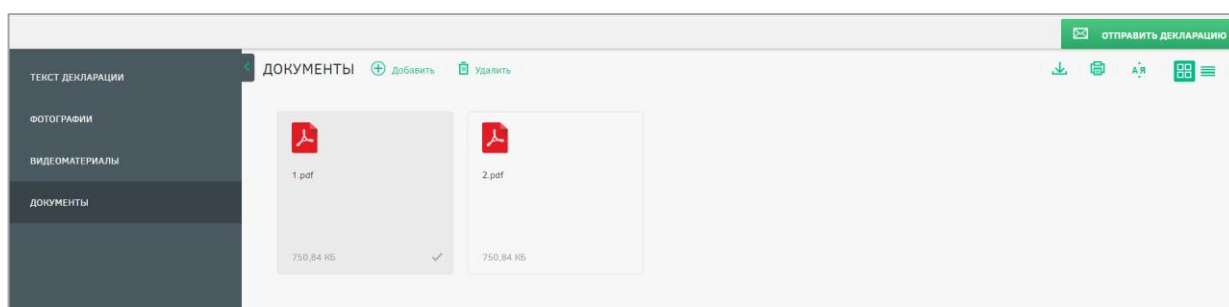 ОТПРАВИТЬ ДЕКЛАРАЦИЮ
ТЕКСТ ДЕКЛАРАЦИИ
ФОТОГРАФИИ
ВИДЕОМАТЕРИАЛЫ
ДОКУМЕНТЫ
ДОКУМЕНТЫ Добавить Удалить АЯ
1.pdf 2.pdf
750,84 КБ 750,84 КБ